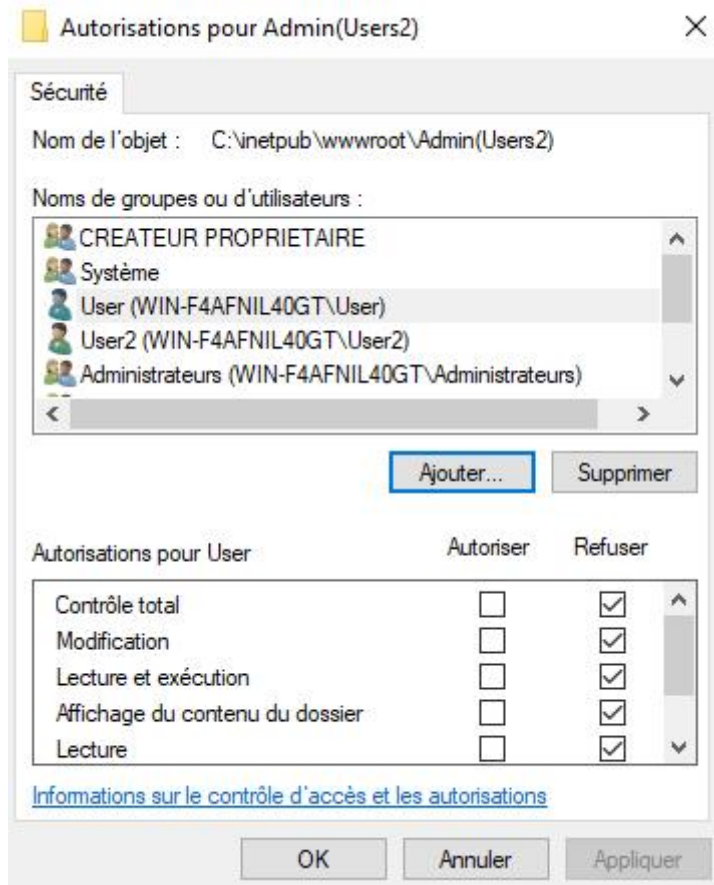 Autorisations pour Admin(Users2)
Sécurité
Nom de l'objet : C:\inetpub\wwwroot\Admin(Users2)
Noms de groupes ou d'utilisateurs :
CREATEUR PROPRIETAIRE
Système
User (WIN-F4AFNIL40GT\User)
User2 (WIN-F4AFNIL40GT\User2)
Administrateurs (WIN-F4AFNIL40GT\Administrateurs)
Ajouter... Supprimer
Autorisations pour User Autoriser Refuser
Contrôle total
Modification
Lecture et exécution
Affichage du contenu du dossier
Lecture
Informations sur le contrôle d'accès et les autorisations
OK Annuler Appliquer